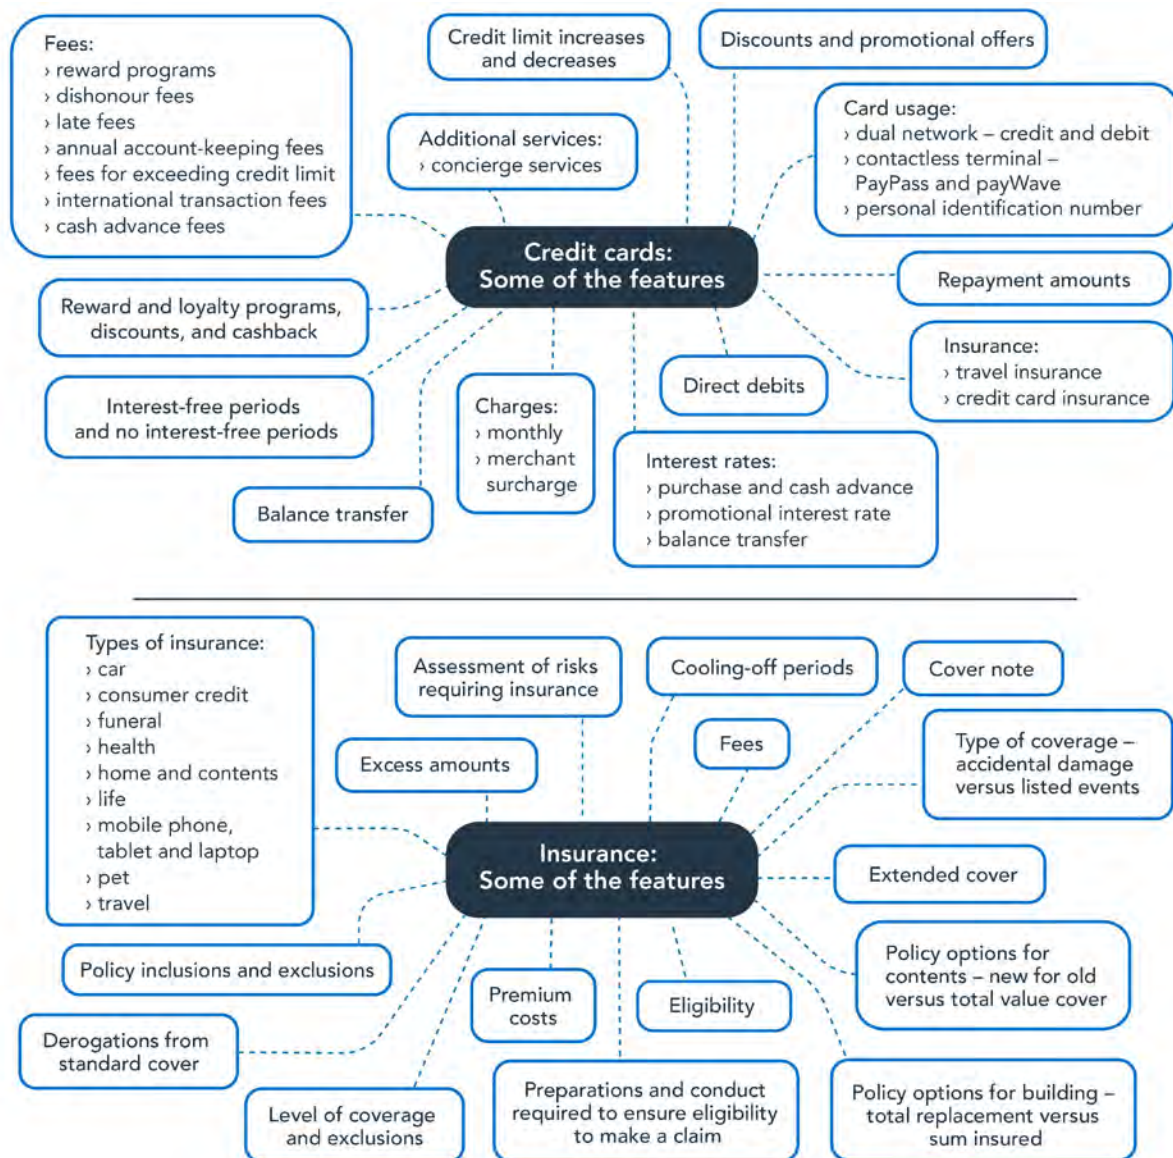 Fees:
› reward programs
› dishonour fees
› late fees
› annual account-keeping fees
› fees for exceeding credit limit
› international transaction fees
› cash advance fees
Credit limit increases
and decreases
Discounts and promotional offers
Additional services:
› concierge services
Card usage:
› dual network – credit and debit
› contactless terminal –
PayPass and payWave
› personal identification number
Credit cards:
Some of the features
Repayment amounts
Reward and loyalty programs,
discounts, and cashback
Insurance:
› travel insurance
› credit card insurance
Interest-free periods
and no interest-free periods
Direct debits
Charges:
› monthly
› merchant
surcharge
Interest rates:
› purchase and cash advance
› promotional interest rate
› balance transfer
Balance transfer
Types of insurance:
› car
› consumer credit
› funeral
› health
› home and contents
› life
› mobile phone,
tablet and laptop
› pet
› travel
Assessment of risks
requiring insurance
Cooling-off periods
Cover note
Excess amounts
Fees
Type of coverage –
accidental damage
versus listed events
Insurance:
Some of the features
Extended cover
Policy inclusions and exclusions
Premium
costs
Eligibility
Policy options for
contents – new for old
versus total value cover
Derogations from
standard cover
Level of coverage
and exclusions
Preparations and conduct
required to ensure eligibility
to make a claim
Policy options for building –
total replacement versus
sum insured